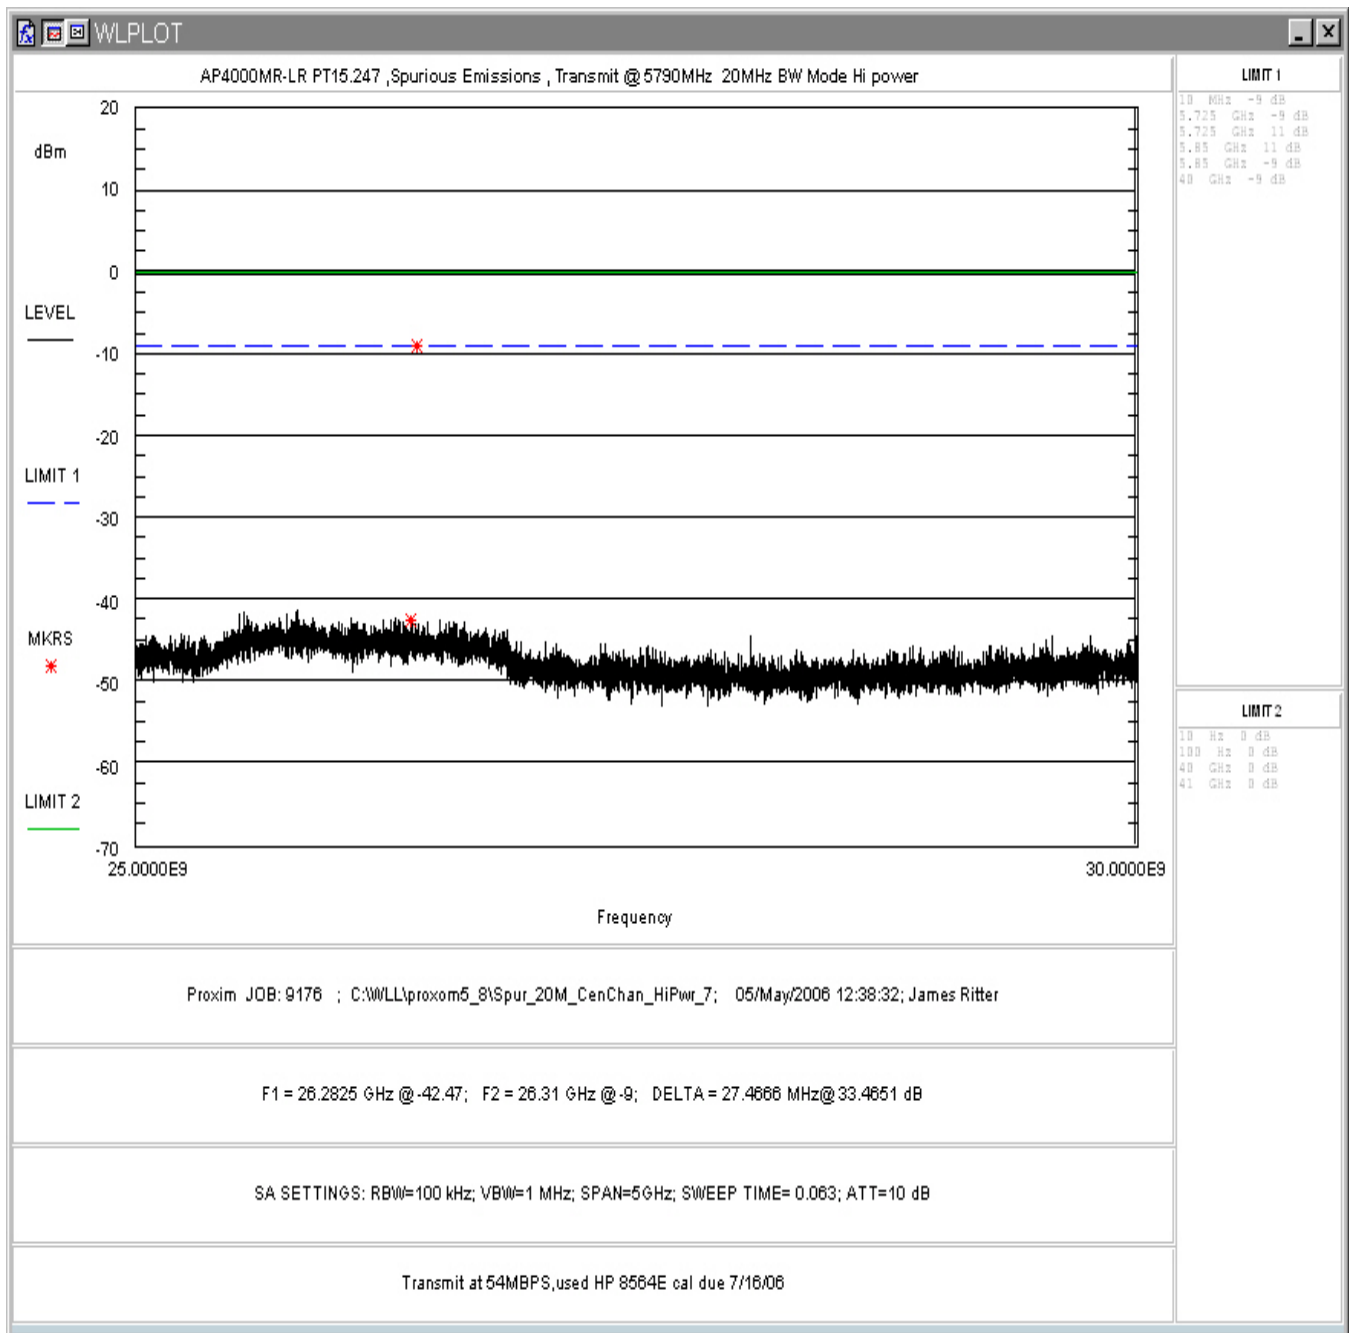 WLPLOT
AP4000MR-LR PT15.247 ,Spurious Emissions , Transmit @ 5790MHz 20MHz BW Mode Hi power
20
dBm
10
0
LEVEL
-10
-20
LIMIT 1
-30
-40
MKRS
-50
-60
LIMIT 2
-70
25.0000E9
30.0000E9
Frequency
LIMIT 1
10 MHz -9 dB
5.725 GHz -9 dB
5.725 GHz 11 dB
5.85 GHz 11 dB
5.85 GHz -9 dB
40 GHz -9 dB
LIMIT 2
10 Hz 0 dB
100 Hz 0 dB
40 GHz 0 dB
41 GHz 0 dB
Proxim JOB: 9176 ; C:\WLL\proxom5_8\Spur_20M_CenChan_HiPwr_7; 05/May/2006 12:38:32; James Ritter
F1 = 26.2825 GHz @ -42.47; F2 = 26.31 GHz @ -9; DELTA = 27.4666 MHz@ 33.4651 dB
SA SETTINGS: RBW=100 kHz; VBW=1 MHz; SPAN=5GHz; SWEEP TIME= 0.063; ATT=10 dB
Transmit at 54MBPS,used HP 8564E cal due 7/16/06